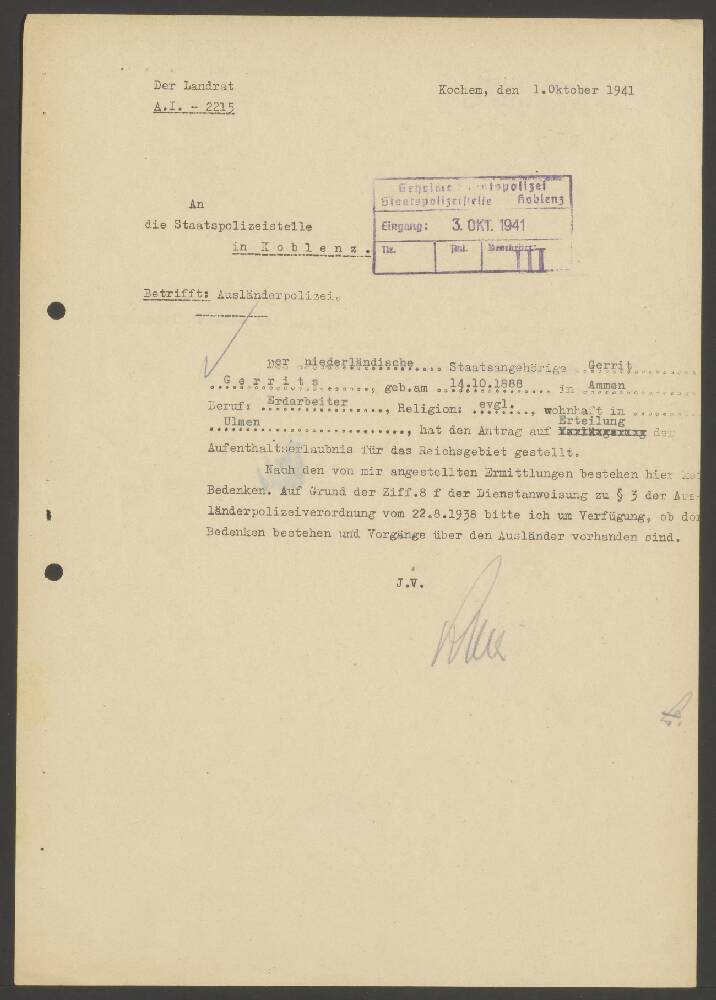 Der Landrat
A.I. - 2215
Kochem, den 1.Oktober 1941
An
die Staatspolizeistelle
in Koblenz.
Geheime Staatspolizei
Staatspolizeistelle Koblenz
Eingang: 3. OKT. 1941
III
Betrifft: Ausländerpolizei.
Der niederländische.... Staatsangehörige Gerrit
Gerrits, geb.am 14.10.1888 in Ammen
Beruf: Erdarbeiter, Religion: evgl., wohnhaft in
Ulmen, hat den Antrag auf Erteilung der
Aufenthaltserlaubnis für das Reichsgebiet gestellt.
Nach den von mir angestellten Ermittlungen bestehen hier
Bedenken. Auf Grund der Ziff.8 f der Dienstanweisung zu § 3 der Aus-
länderpolizeiverordnung vom 22.8.1938 bitte ich um Verfügung, ob
Bedenken bestehen und Vorgänge über den Ausländer vorhanden sind.
J.V.